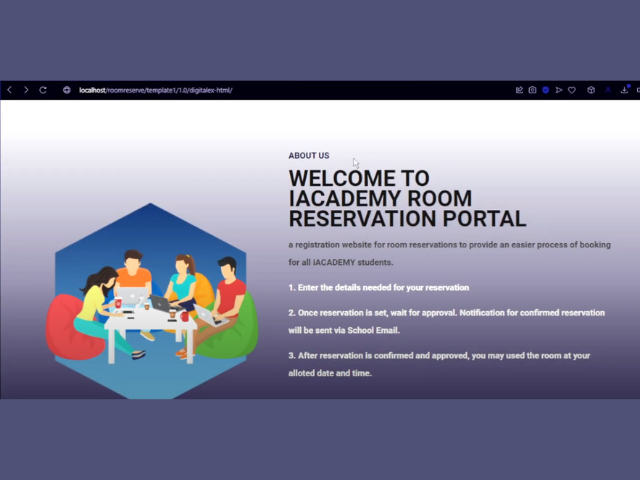 localhost/roomreserve/template1/1.0/digitalex-html/
ABOUT US
WELCOME TO
IACADEMY ROOM
RESERVATION PORTAL
a registration website for room reservations to provide an easier process of booking
for all iACADEMY students.
1. Enter the details needed for your reservation
2. Once reservation is set, wait for approval. Notification for confirmed reservation
will be sent via School Email.
3. After reservation is confirmed and approved, you may used the room at your
alloted date and time.